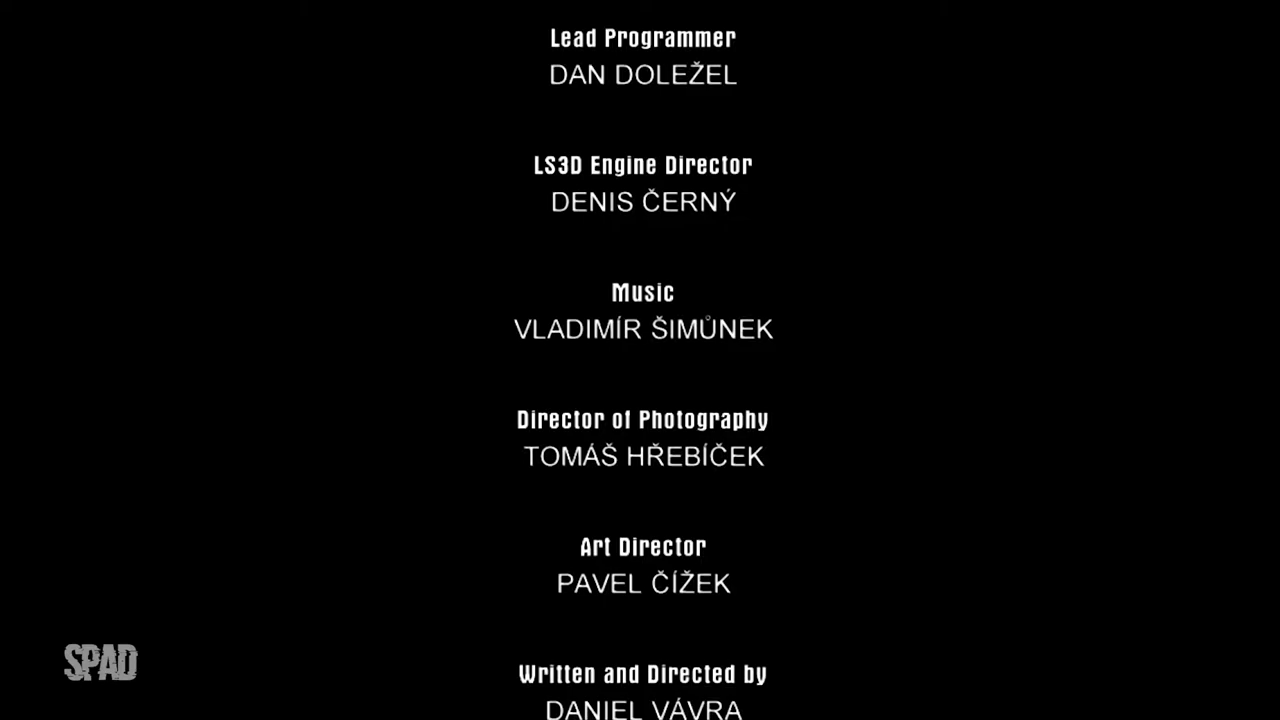 Lead Programmer
DAN DOLEŽEL
LS3D Engine Director
DENIS ČERNÝ
Music
VLADIMÍR ŠIMŮNEK
Director of Photography
TOMÁŠ HŘEBÍČEK
Art Director
PAVEL ČÍŽEK
Written and Directed by
DANIEL VÁVRA
SPAD